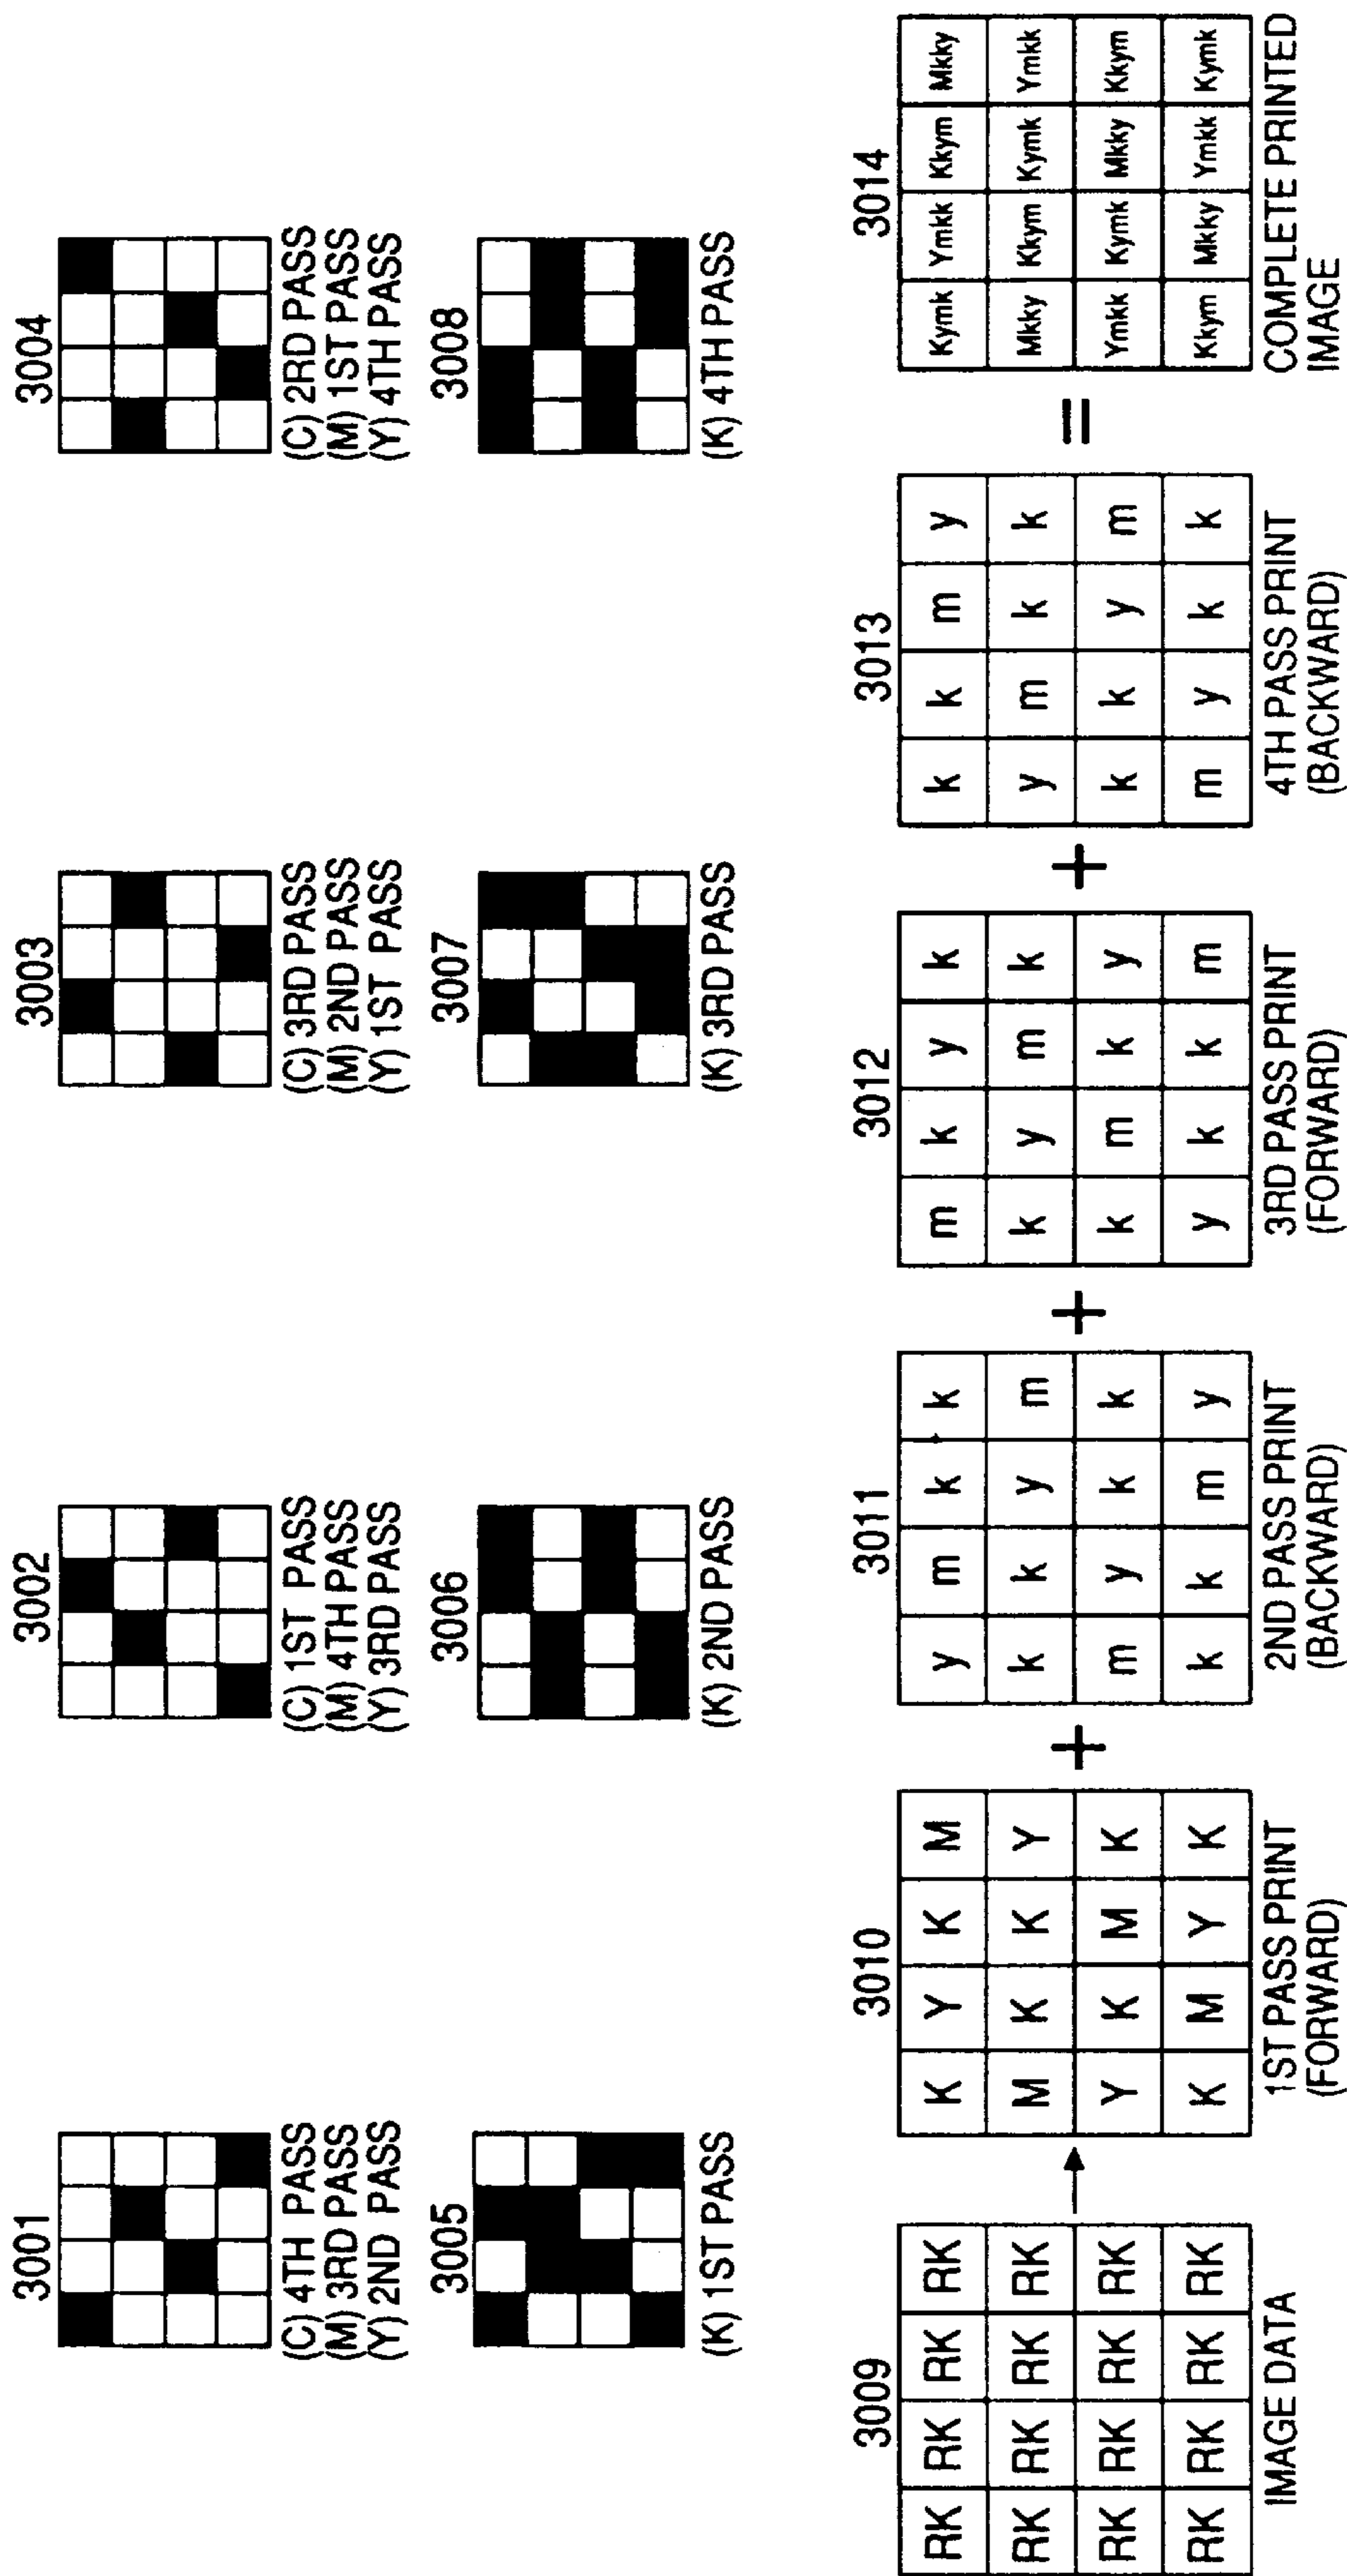 3001
(C) 4TH PASS
(M) 3RD PASS
(Y) 2ND PASS
3002
(C) 1ST PASS
(M) 4TH PASS
(Y) 3RD PASS
3003
(C) 3RD PASS
(M) 2ND PASS
(Y) 1ST PASS
3004
(C) 2RD PASS
(M) 1ST PASS
(Y) 4TH PASS
3005
(K) 1ST PASS
3006
(K) 2ND PASS
3007
(K) 3RD PASS
3008
(K) 4TH PASS
3009
RK RK RK RK
RK RK RK RK
RK RK RK RK
RK RK RK RK
IMAGE DATA
3010
K Y K M
M K K Y
Y K M K
K M Y K
1ST PASS PRINT
(FORWARD)
+
3011
y m k k
k k y m
m y k k
k k m y
2ND PASS PRINT
(BACKWARD)
+
3012
m k y k
k y m k
k m k y
y k k m
3RD PASS PRINT
(FORWARD)
+
3013
k k m y
y m k k
k k y m
m y k k
4TH PASS PRINT
(BACKWARD)
=
3014
Kymk Ymkk Kkym Mkky
Mkky Kkym Kymk Ymkk
Ymkk Kymk Mkky Kkym
Kkym Mkky Ymkk Kymk
COMPLETE PRINTED
IMAGE